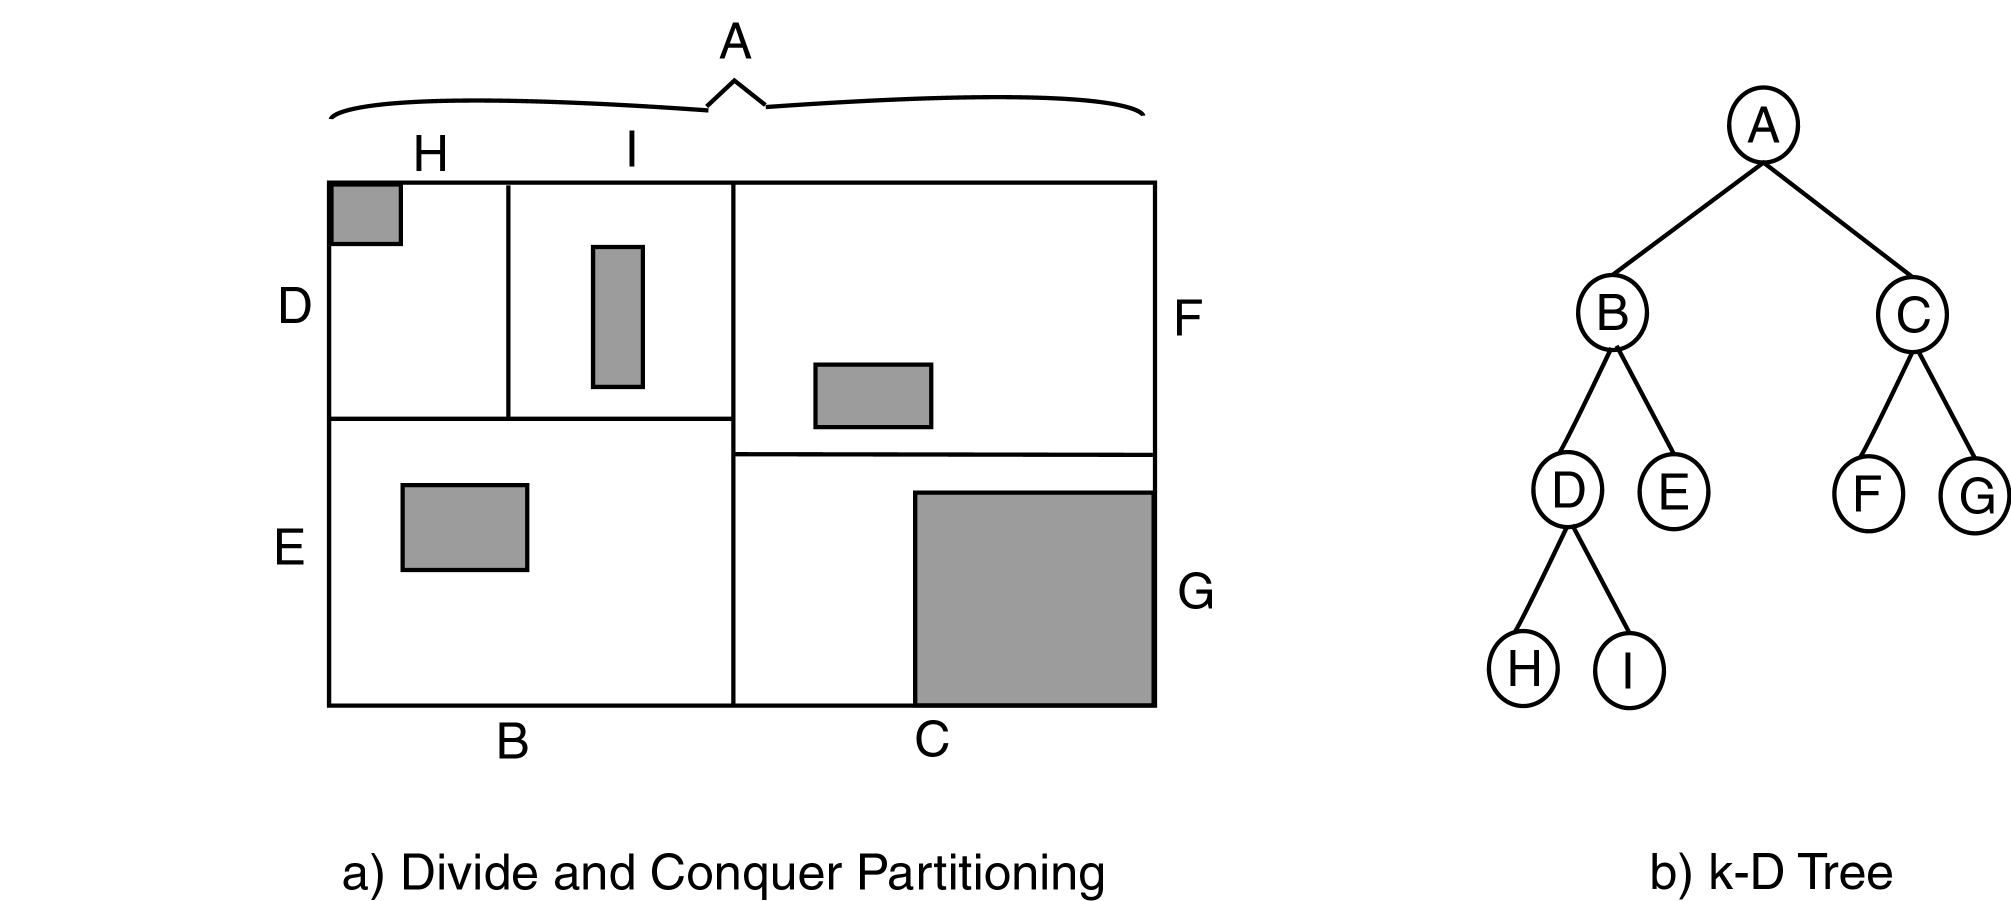 A
H
I
D
F
E
G
B
C
A
B
C
D
E
F
G
H
I
a) Divide and Conquer Partitioning
b) k-D Tree